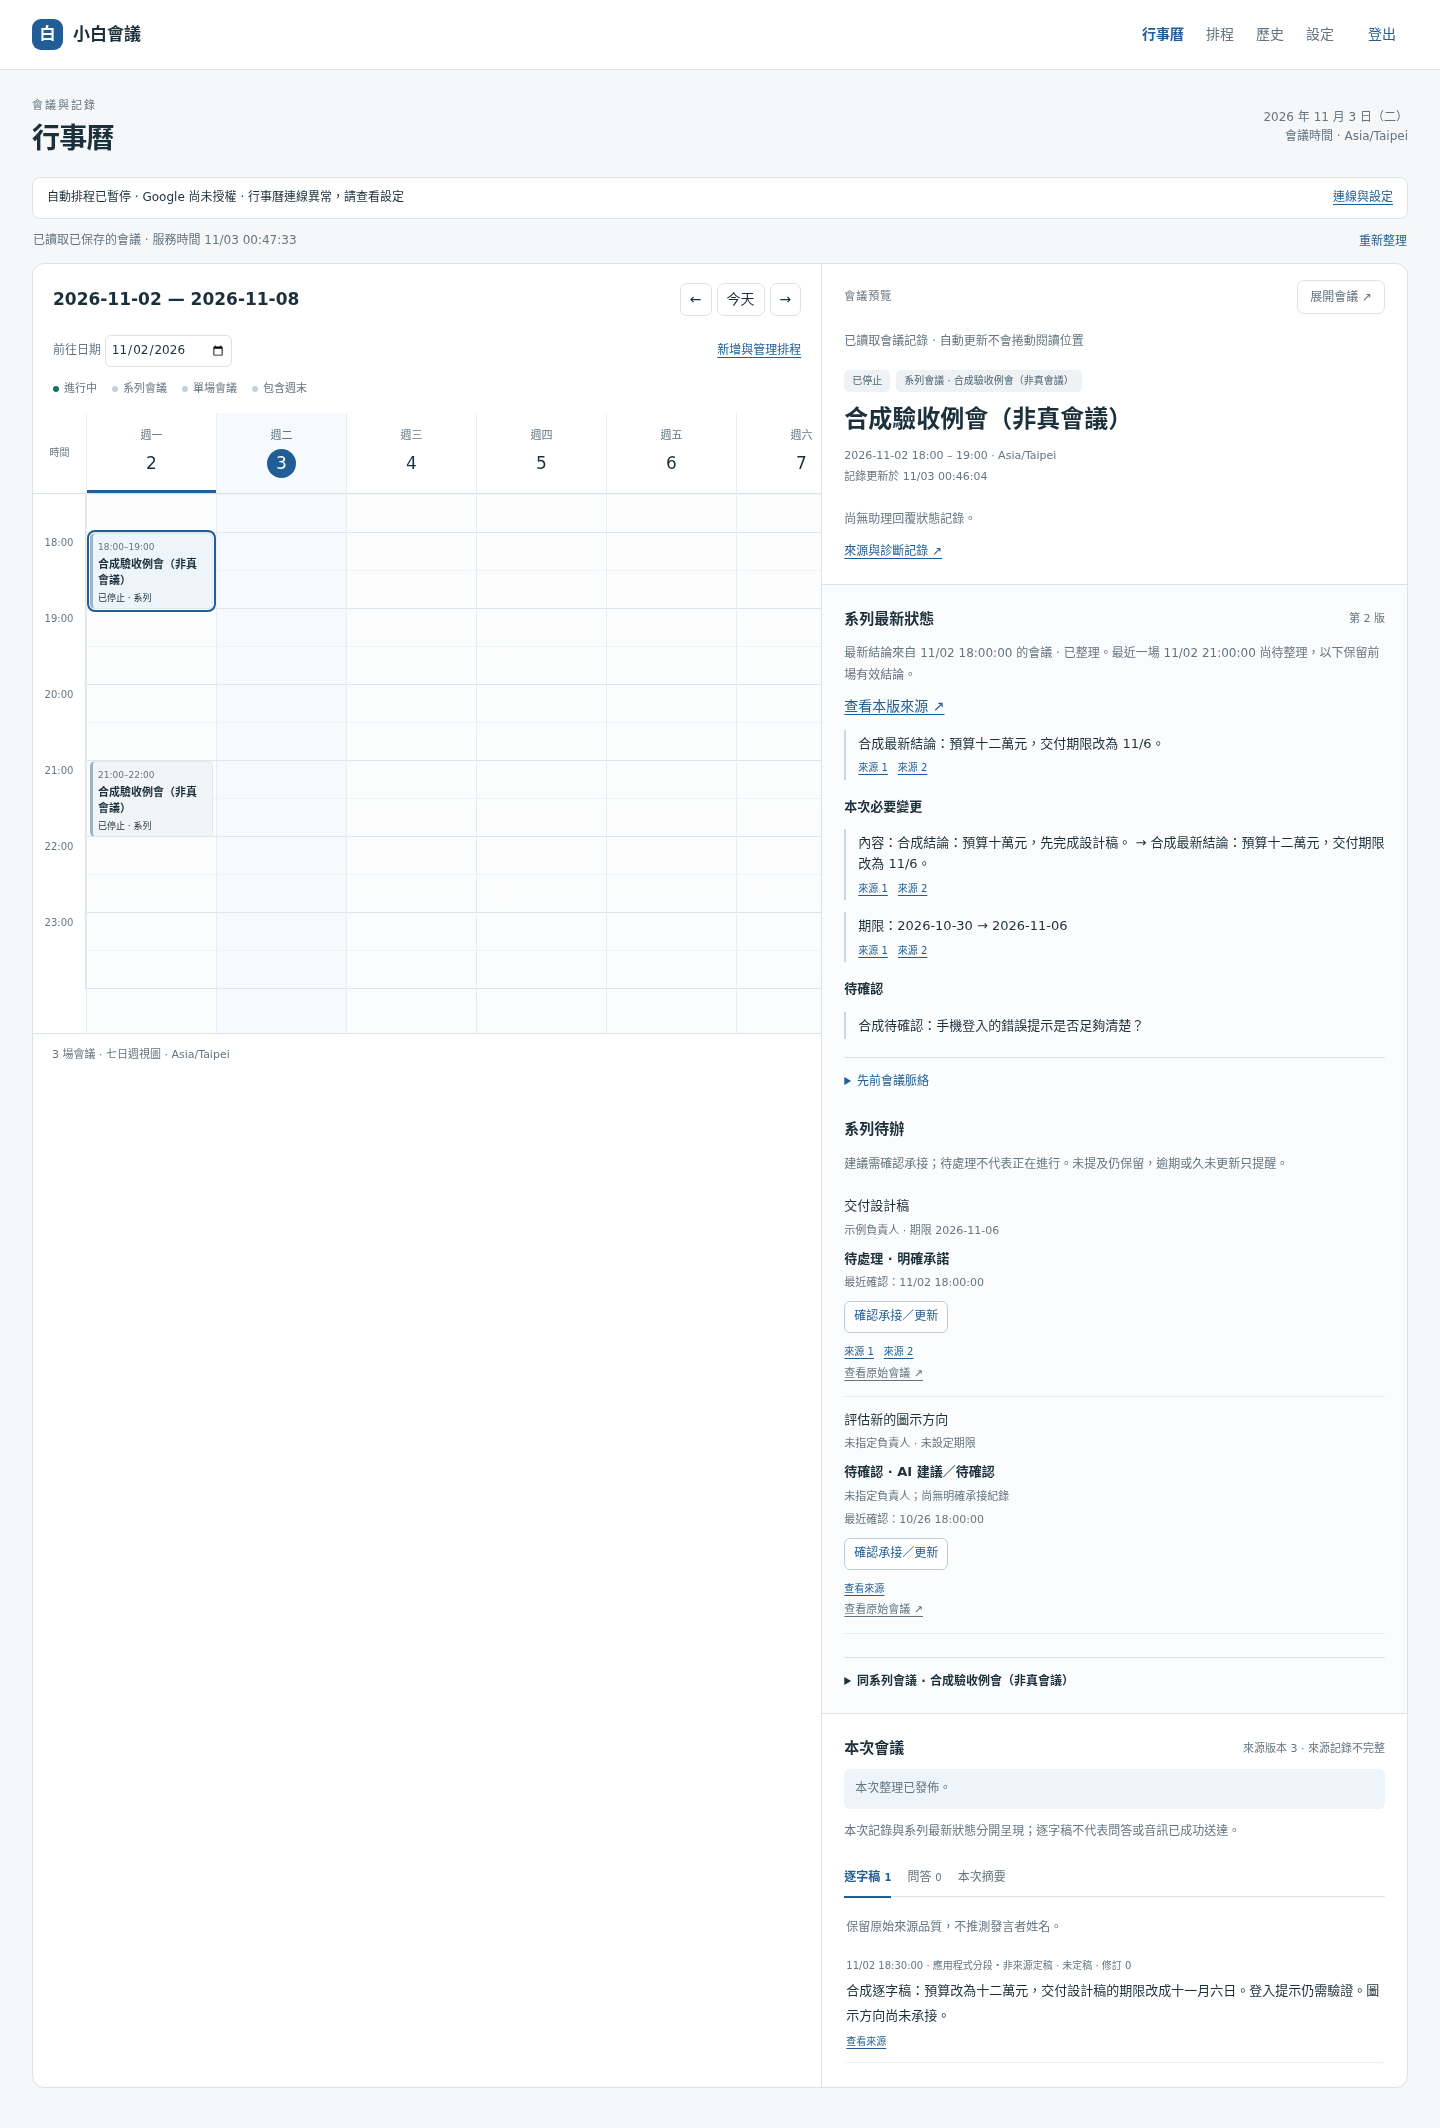 白 小白會議
行事曆 排程 歷史 設定 登出
會議與記錄
行事曆
2026 年 11 月 3 日（二）
會議時間 · Asia/Taipei
自動排程已暫停 · Google 尚未授權 · 行事曆連線異常，請查看設定
連線與設定
已讀取已保存的會議 · 服務時間 11/03 00:47:33
重新整理
2026-11-02 — 2026-11-08
← 今天 →
前往日期 11/02/2026
新增與管理排程
進行中 系列會議 單場會議 包含週末
時間
週一 週二 週三 週四 週五 週六
2 3 4 5 6 7
18:00
18:00–19:00
合成驗收例會（非真
會議）
已停止 · 系列
19:00
20:00
21:00
21:00–22:00
合成驗收例會（非真
會議）
已停止 · 系列
22:00
23:00
3 場會議 · 七日週視圖 · Asia/Taipei
會議預覽
展開會議 ↗
已讀取會議記錄 · 自動更新不會捲動閱讀位置
已停止 系列會議 · 合成驗收例會（非真會議）
合成驗收例會（非真會議）
2026-11-02 18:00 – 19:00 · Asia/Taipei
記錄更新於 11/03 00:46:04
尚無助理回覆狀態記錄。
來源與診斷記錄 ↗
系列最新狀態
第 2 版
最新結論來自 11/02 18:00:00 的會議 · 已整理。最近一場 11/02 21:00:00 尚待整理，以下保留前
場有效結論。
查看本版來源 ↗
合成最新結論：預算十二萬元，交付期限改為 11/6。
來源 1 來源 2
本次必要變更
內容：合成結論：預算十萬元，先完成設計稿。 → 合成最新結論：預算十二萬元，交付期限
改為 11/6。
來源 1 來源 2
期限：2026-10-30 → 2026-11-06
來源 1 來源 2
待確認
合成待確認：手機登入的錯誤提示是否足夠清楚？
▶ 先前會議脈絡
系列待辦
建議需確認承接；待處理不代表正在進行。未提及仍保留，逾期或久未更新只提醒。
交付設計稿
示例負責人 · 期限 2026-11-06
待處理 · 明確承諾
最近確認：11/02 18:00:00
確認承接／更新
來源 1 來源 2
查看原始會議 ↗
評估新的圖示方向
未指定負責人 · 未設定期限
待確認 · AI 建議／待確認
未指定負責人；尚無明確承接紀錄
最近確認：10/26 18:00:00
確認承接／更新
查看來源
查看原始會議 ↗
▶ 同系列會議 · 合成驗收例會（非真會議）
本次會議
來源版本 3 · 來源記錄不完整
本次整理已發佈。
本次記錄與系列最新狀態分開呈現；逐字稿不代表問答或音訊已成功送達。
逐字稿 1 問答 0 本次摘要
保留原始來源品質，不推測發言者姓名。
11/02 18:30:00 · 應用程式分段・非來源定稿 · 未定稿 · 修訂 0
合成逐字稿：預算改為十二萬元，交付設計稿的期限改成十一月六日。登入提示仍需驗證。圖
示方向尚未承接。
查看來源